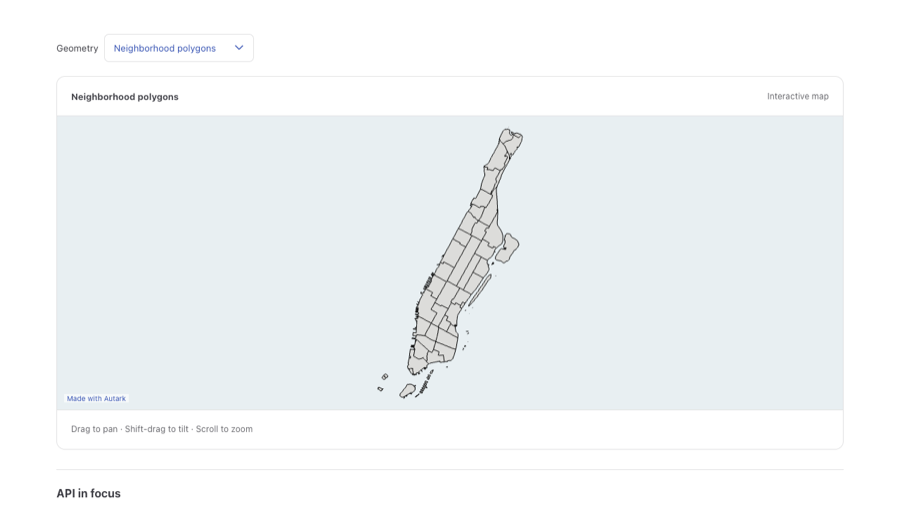 Geometry
Neighborhood polygons
Neighborhood polygons
Interactive map
Made with Autark
Drag to pan · Shift-drag to tilt · Scroll to zoom
API in focus